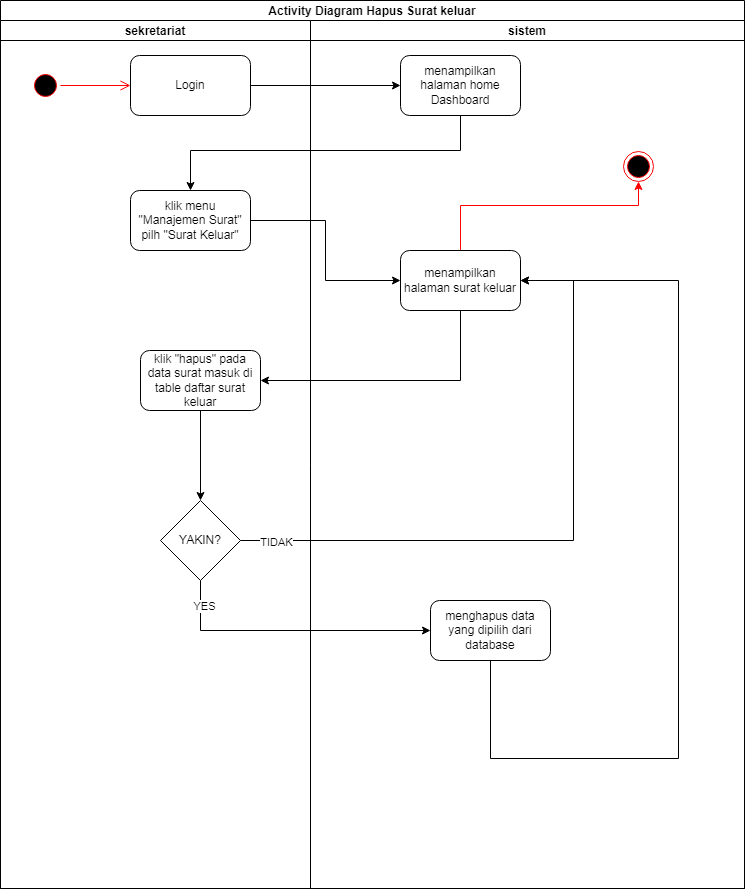 Activity Diagram Hapus Surat keluar
sekretariat
sistem
Login
menampilkan
halaman home
Dashboard
klik menu
"Manajemen Surat"
pilh "Surat Keluar"
menampilkan
halaman surat keluar
klik "hapus" pada
data surat masuk di
table daftar surat
keluar
YAKIN?
TIDAK
YES
menghapus data
yang dipilih dari
database